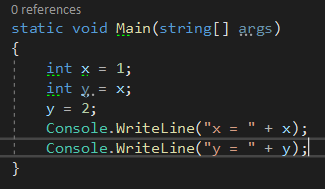 0 references
static void Main(string[] args)
{
int x = 1;
int y = x;
y = 2;
Console.WriteLine("x = " + x);
Console.WriteLine("y = " + y);
}